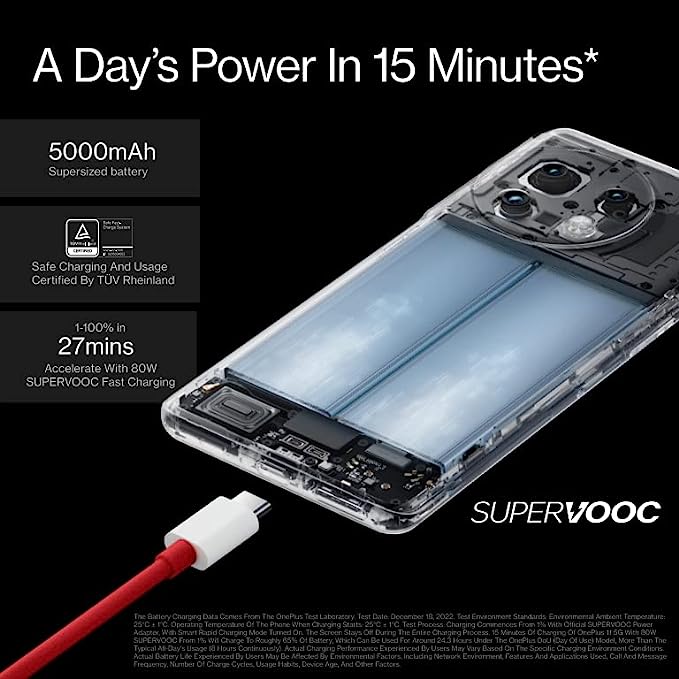 A Day's Power In 15 Minutes*
5000mAh
Supersized battery
CERTIFIED
Safe Charging And Usage
Certified By TÜV Rheinland
1-100% in
27mins
Accelerate With 80W
SUPERVOOC Fast Charging
SUPERVOOC
The Battery Charging Data Comes From The OnePlus Test Laboratory. Test Date: December 18, 2022. Test Environment Standards: Environmental Ambient Temperature:
25°C ± 1°C. Operating Temperature Of The Phone When Charging Starts: 25°C ± 1°C. Test Process: Charging Commences From 1% With Official SUPERVOOC Power
Adapter, With Smart Rapid Charging Mode Turned On. The Screen Stays Off During The Entire Charging Process. 15 Minutes Of Charging Of OnePlus 11 5G With 80W
SUPERVOOC From 1% Will Charge To Roughly 65% Of Battery, Which Can Be Used For Around 24.3 Hours Under The OnePlus DoU (Day Of Use) Model, More Than The
Typical All-Day's Usage (8 Hours Continuously). Actual Charging Performance Experienced By Users May Vary Based On The Specific Charging Environment Conditions.
Actual Battery Life Experienced By Users May Be Affected By Environmental Factors, Including Network Environment, Features And Applications Used, Call And Message
Frequency, Number Of Charge Cycles, Usage Habits, Device Age, And Other Factors.